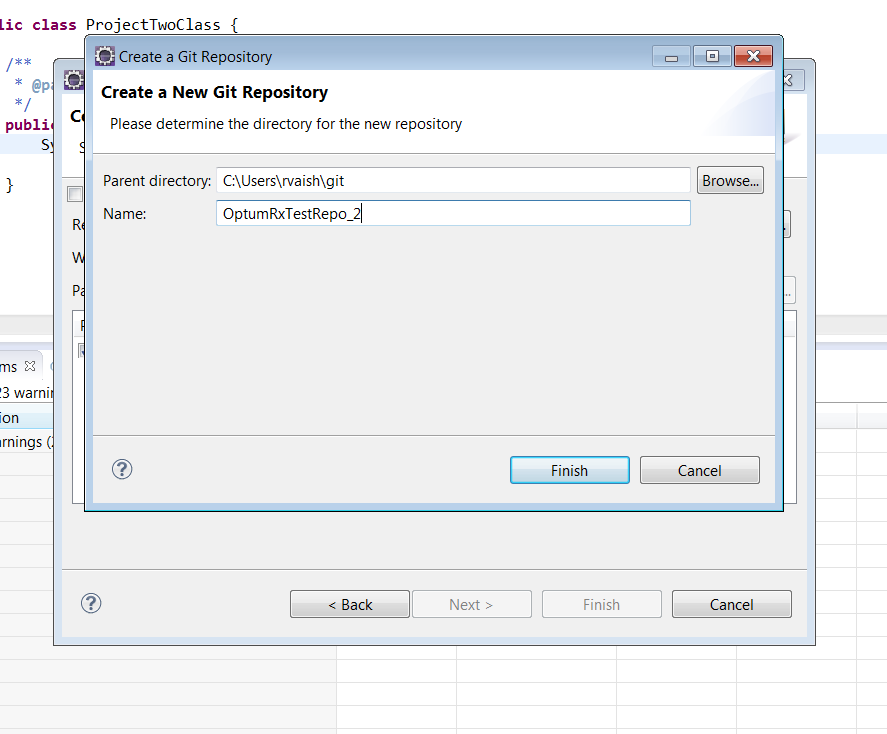 lic class ProjectTwoClass {
/**
* @pa
*/
public
Sy
}
Create a Git Repository
Create a New Git Repository
Please determine the directory for the new repository
Parent directory: C:\Users\rvaish\git Browse...
Name: OptumRxTestRepo_2
Re
W
Pa
ms
23 warnin
ion
rnings (2
Finish Cancel
< Back Next > Finish Cancel